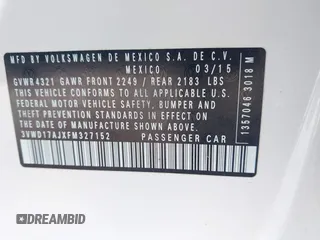 MFD BY VOLKSWAGEN DE MEXICO S.A. DE C.V.
MEXICO 03/15
GVWR 4321 GAWR FRONT 2249 / REAR 2183 LBS
THIS VEHICLE CONFORMS TO ALL APPLICABLE U.S.
FEDERAL MOTOR VEHICLE SAFETY, BUMPER AND
THEFT PREVENTION STANDARDS IN EFFECT ON
THE DATE OF MANUFACTURE SHOWN ABOVE.
3VWD17AJXFM327152 PASSENGER CAR
1357046 3018 M
DREAMBID